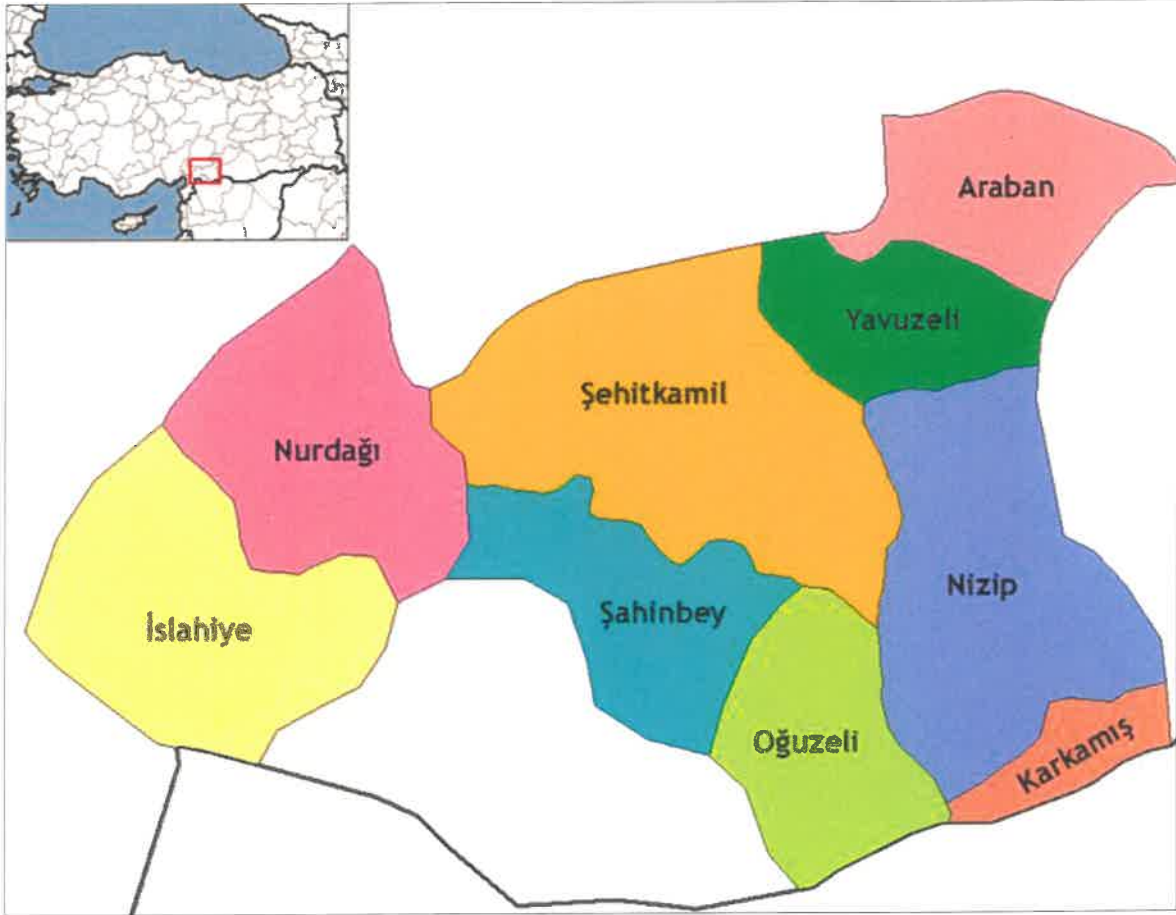 Araban
Yavuzeli
Şehitkamil
Nurdağı
Nizip
Şahinbey
İslahiye
Oğuzeli
Karkamış